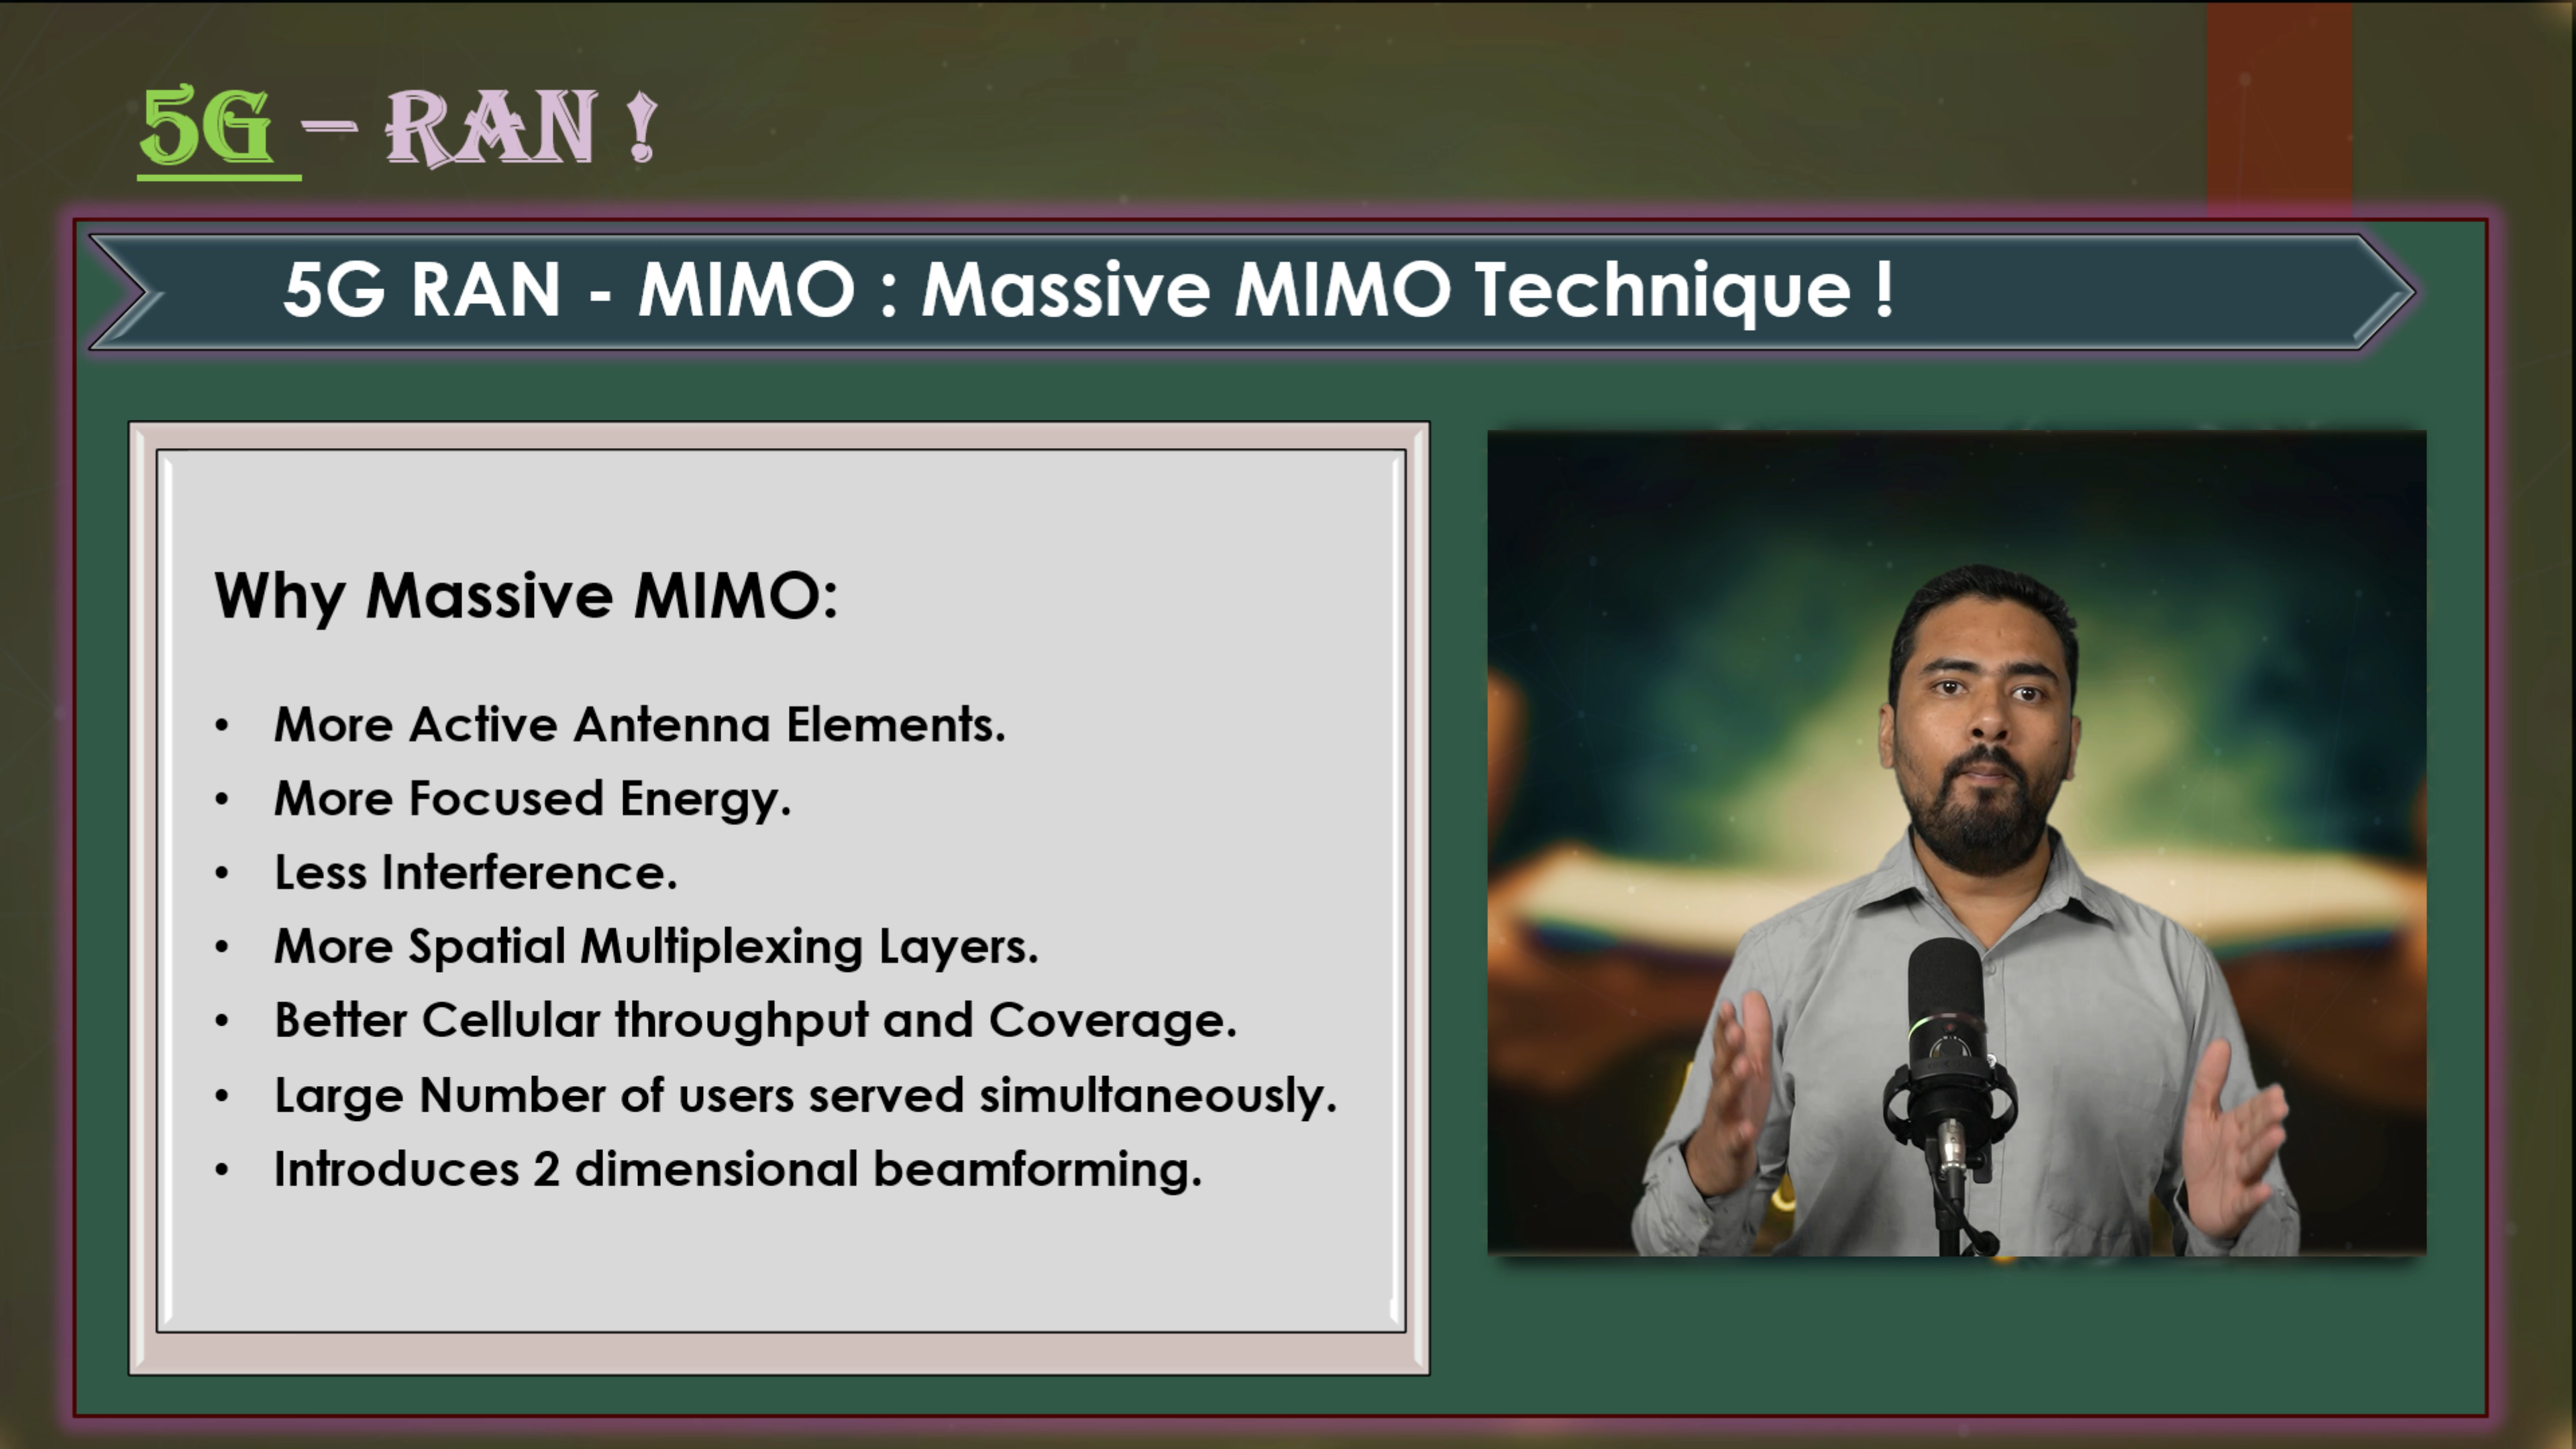 5G – RAN !
5G RAN - MIMO : Massive MIMO Technique !
Why Massive MIMO:
• More Active Antenna Elements.
• More Focused Energy.
• Less Interference.
• More Spatial Multiplexing Layers.
• Better Cellular throughput and Coverage.
• Large Number of users served simultaneously.
• Introduces 2 dimensional beamforming.